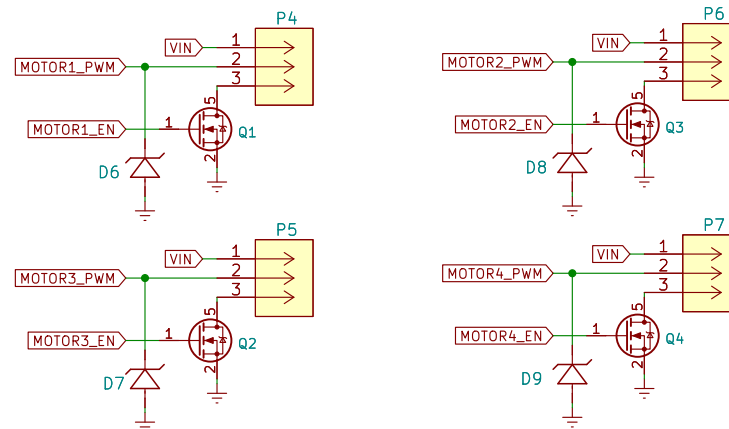 P4
VIN
1
MOTOR1_PWM
2
3
5
MOTOR1_EN
1
Q1
2
D6
P6
VIN
1
MOTOR2_PWM
2
3
5
MOTOR2_EN
1
Q3
2
D8
P5
VIN
1
MOTOR3_PWM
2
3
5
MOTOR3_EN
1
Q2
2
D7
P7
VIN
1
MOTOR4_PWM
2
3
5
MOTOR4_EN
1
Q4
2
D9